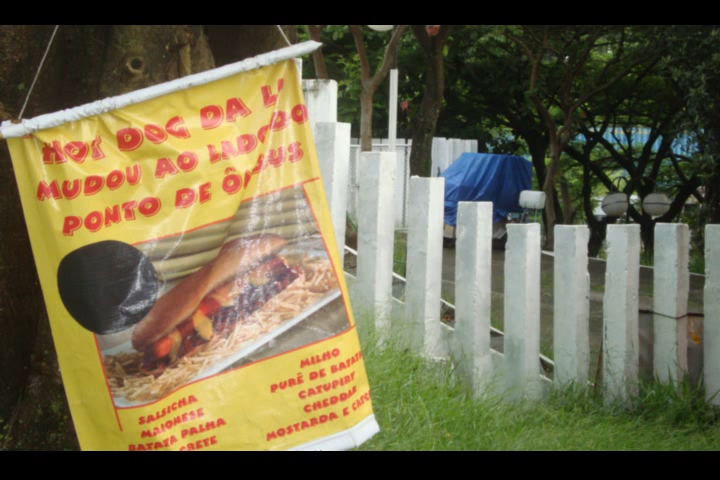 HOT DOG DA
MUDOU AO LADO DO
PONTO DE ÔNIBUS
SALSICHA
MAIONESE
BATATA PALHA
MILHO
PURÊ DE BATATA
CATUPIRY
CHEDDAR
MOSTARDA E